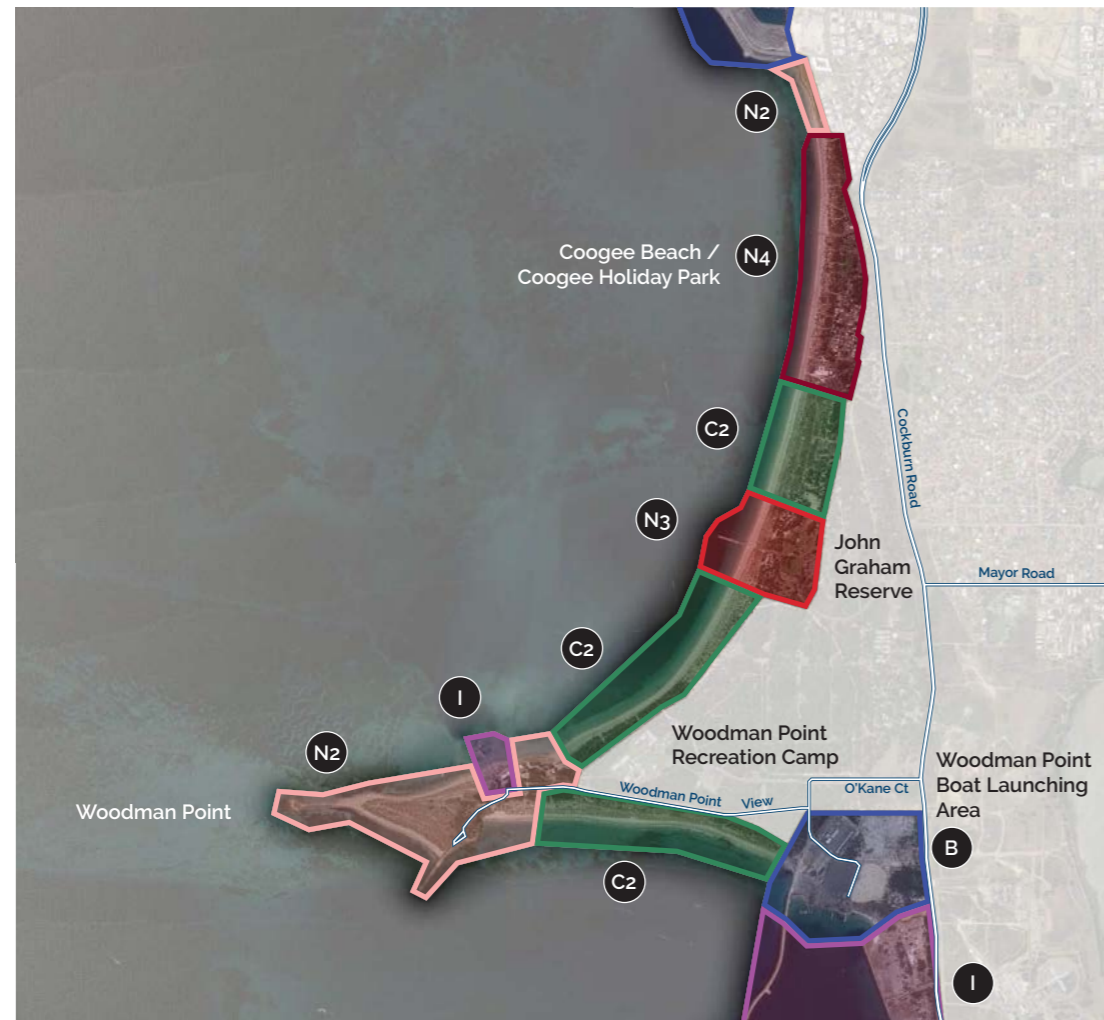 N2
Coogee Beach /
Coogee Holiday Park
N4
C2
Cockburn Road
N3
John
Graham
Reserve
Mayor Road
C2
I
N2
Woodman Point
Recreation Camp
Woodman Point
Boat Launching
Area
Woodman Point View
O'Kane Ct
Woodman Point
B
C2
I